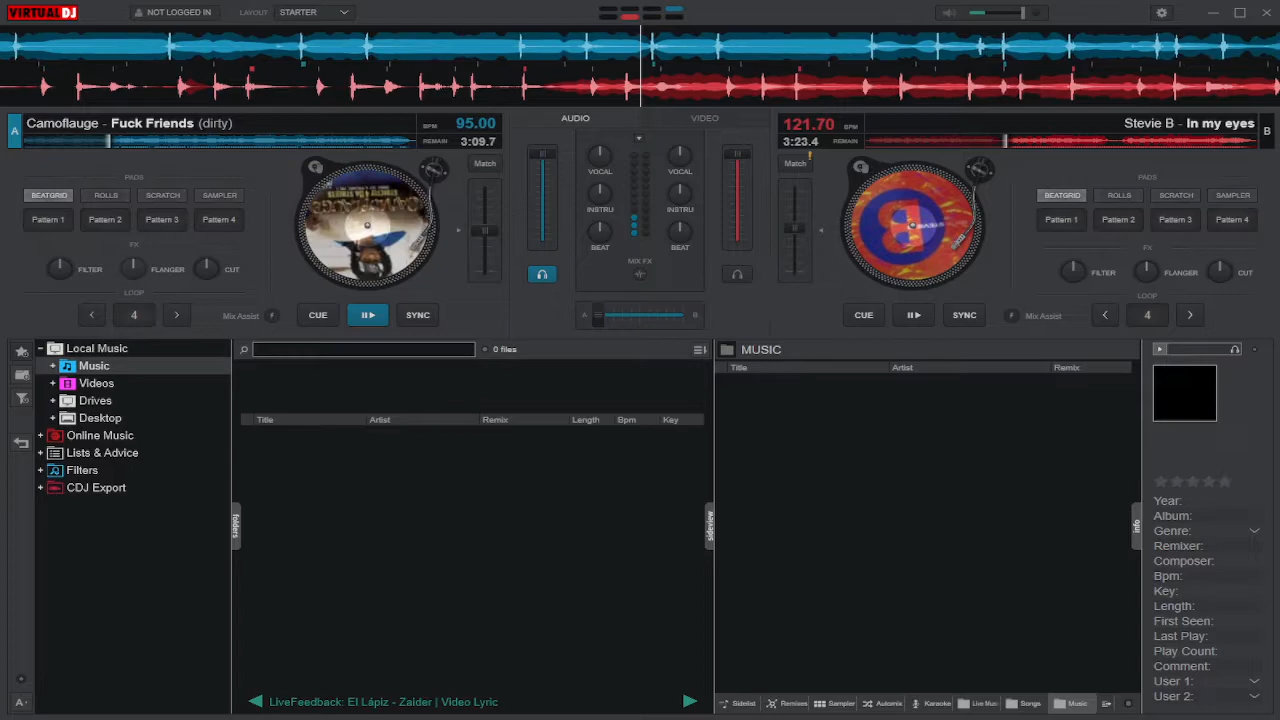 VIRTUALDJ
NOT LOGGED IN
LAYOUT STARTER
A
Camoflauge - Fuck Friends (dirty)
BPM 95.00
REMAIN 3:09.7
AUDIO VIDEO
121.70 BPM
3:23.4 REMAIN
Stevie B - In my eyes
B
PADS
BEATGRID ROLLS SCRATCH SAMPLER
Pattern 1 Pattern 2 Pattern 3 Pattern 4
FX
FILTER FLANGER CUT
LOOP
4
Mix Assist
Match
CUE SYNC
VOCAL VOCAL
INSTRU INSTRU
BEAT BEAT
MIX FX
A B
Match
CUE SYNC
PADS
BEATGRID ROLLS SCRATCH SAMPLER
Pattern 1 Pattern 2 Pattern 3 Pattern 4
FX
FILTER FLANGER CUT
LOOP
Mix Assist
4
Local Music
Music
Videos
Drives
Desktop
Online Music
Lists & Advice
Filters
CDJ Export
A
folders
0 files
Title Artist Remix Length Bpm Key
LiveFeedback: El Lápiz - Zaider | Video Lyric
sideview
MUSIC
Title Artist Remix
Sidelist Remixes Sampler Automix Karaoke Live Mus Songs Music
info
Year:
Album:
Genre:
Remixer:
Composer:
Bpm:
Key:
Length:
First Seen:
Last Play:
Play Count:
Comment:
User 1:
User 2: